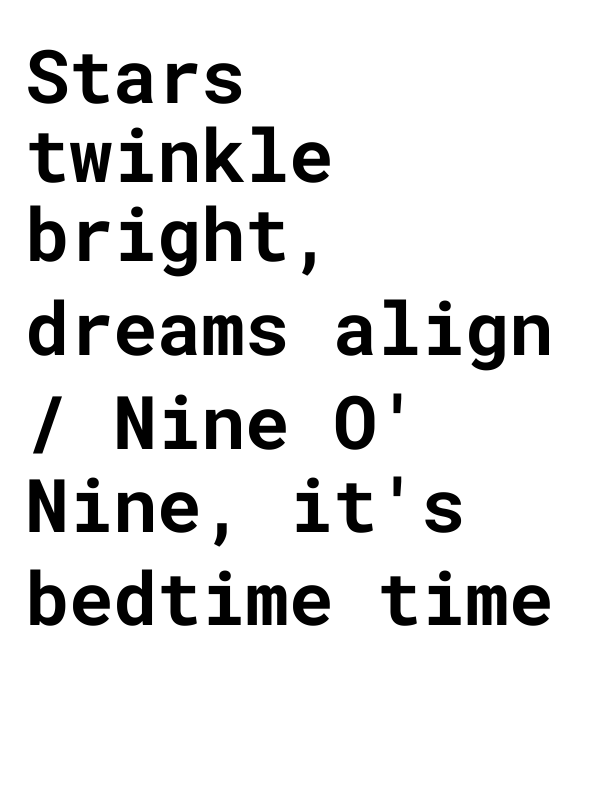 Stars
twinkle
bright,
dreams align
/ Nine O'
Nine, it's
bedtime time